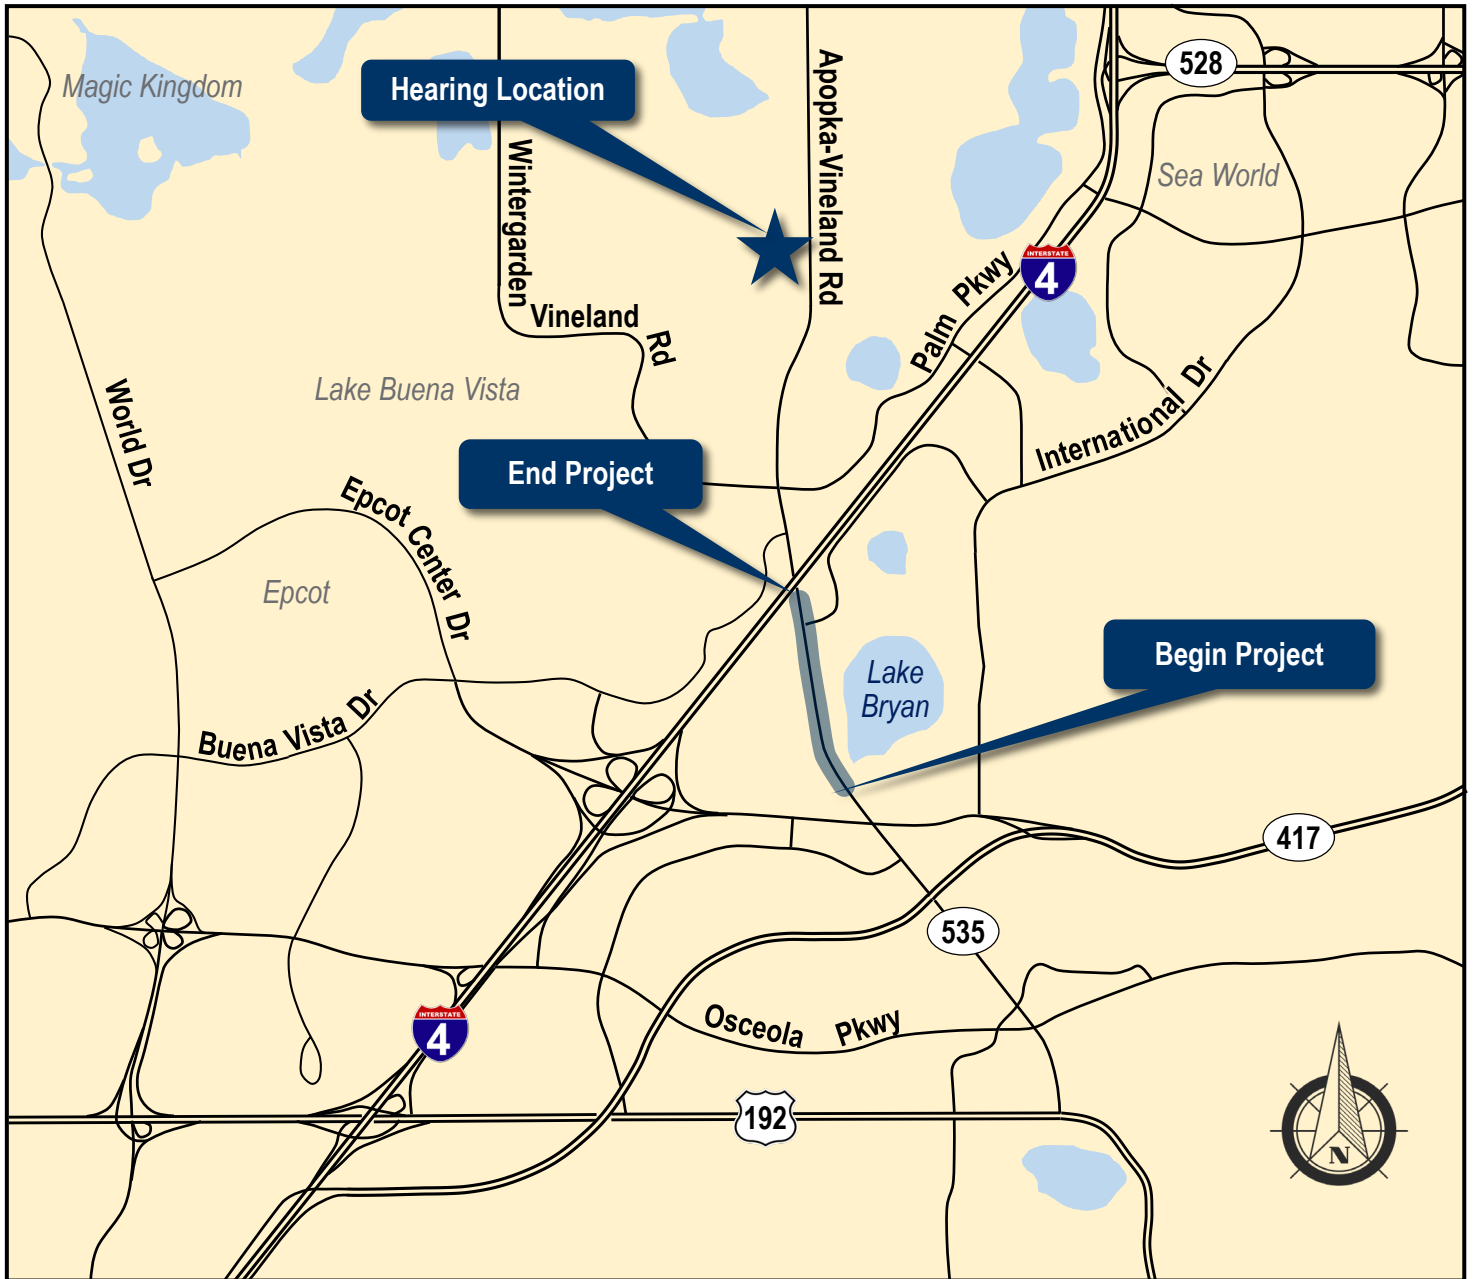 528
Magic Kingdom
Hearing Location
Apopka-Vineland Rd
Wintergarden
Sea World
Palm Pkwy
INTERSTATE
4
Vineland
Rd
Lake Buena Vista
World Dr
International Dr
End Project
Epcot Center Dr
Epcot
Begin Project
Lake
Bryan
Buena Vista Dr
417
535
INTERSTATE
4
Osceola Pkwy
192
N